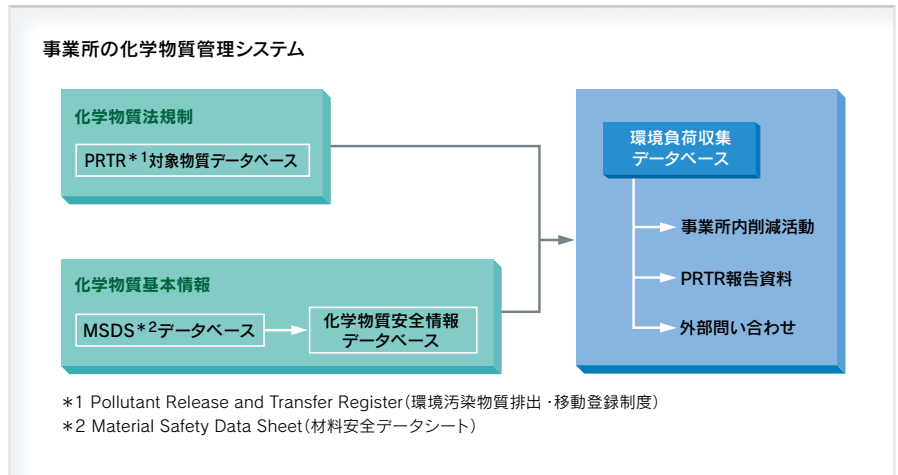 事業所の化学物質管理システム
化学物質法規制
PRTR＊1対象物質データベース
化学物質基本情報
MSDS＊2データベース
化学物質安全情報
データベース
環境負荷収集
データベース
事業所内削減活動
PRTR報告資料
外部問い合わせ
＊1 Pollutant Release and Transfer Register(環境汚染物質排出・移動登録制度)
＊2 Material Safety Data Sheet(材料安全データシート)